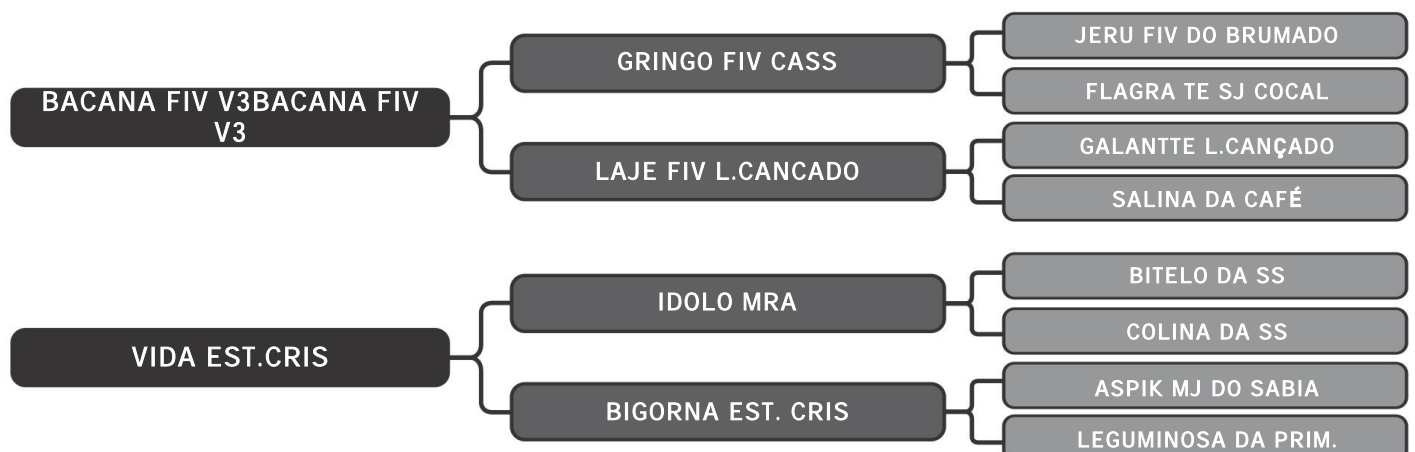 BACANA FIV V3BACANA FIV
V3
GRINGO FIV CASS
JERU FIV DO BRUMADO
FLAGRA TE SJ COCAL
LAJE FIV L.CANCADO
GALANTTE L.CANÇADO
SALINA DA CAFÉ
VIDA EST.CRIS
IDOLO MRA
BITELO DA SS
COLINA DA SS
BIGORNA EST. CRIS
ASPIK MJ DO SABIA
LEGUMINOSA DA PRIM.